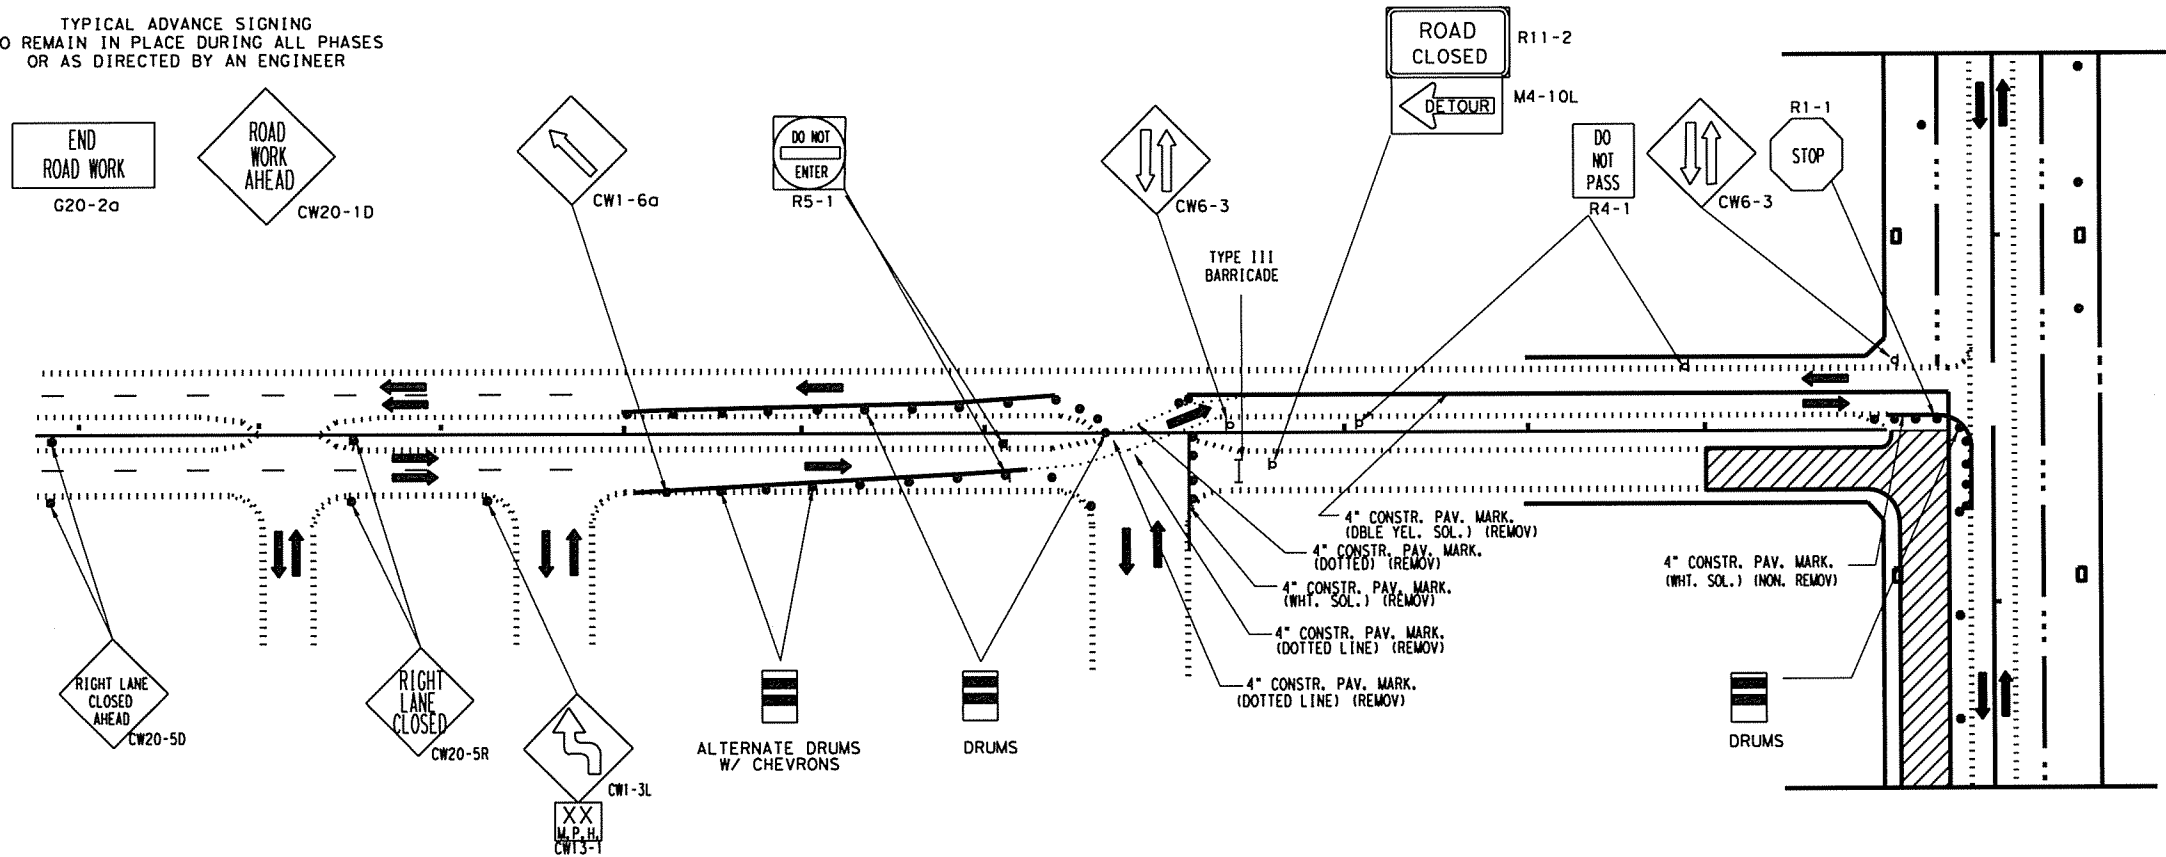 TYPICAL ADVANCE SIGNING
O REMAIN IN PLACE DURING ALL PHASES
OR AS DIRECTED BY AN ENGINEER
END
ROAD WORK
G20-2a
ROAD
WORK
AHEAD
CW20-1D
CW1-6a
DO NOT
ENTER
R5-1
CW6-3
ROAD
CLOSED
R11-2
DETOUR
M4-10L
DO
NOT
PASS
R4-1
CW6-3
R1-1
STOP
TYPE III
BARRICADE
4" CONSTR. PAV. MARK.
(DBLE YEL. SOL.) (REMOV)
4" CONSTR. PAV. MARK.
(DOTTED) (REMOV)
4" CONSTR. PAV. MARK.
(WHT. SOL.) (REMOV)
4" CONSTR. PAV. MARK.
(DOTTED LINE) (REMOV)
4" CONSTR. PAV. MARK.
(DOTTED LINE) (REMOV)
4" CONSTR. PAV. MARK.
(WHT. SOL.) (NON. REMOV)
RIGHT LANE
CLOSED
AHEAD
CW20-5D
RIGHT
LANE
CLOSED
CW20-5R
CW1-3L
XX
M.P.H.
CW13-1
ALTERNATE DRUMS
W/ CHEVRONS
DRUMS
DRUMS